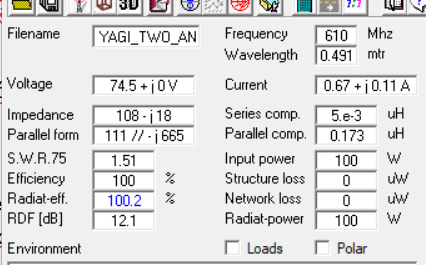 3D
Filename YAGI_TWO_AN Frequency 610 Mhz
Wavelength 0.491 mtr
Voltage 74.5 + j 0 V Current 0.67 + j 0.11 A
Impedance 108 - j 18 Series comp. 5.e-3 uH
Parallel form 111 // - j 665 Parallel comp. 0.173 uH
S.W.R.75 1.51 Input power 100 W
Efficiency 100 % Structure loss 0 uW
Radiat-eff. 100.2 % Network loss 0 uW
RDF [dB] 12.1 Radiat-power 100 W
Environment Loads Polar